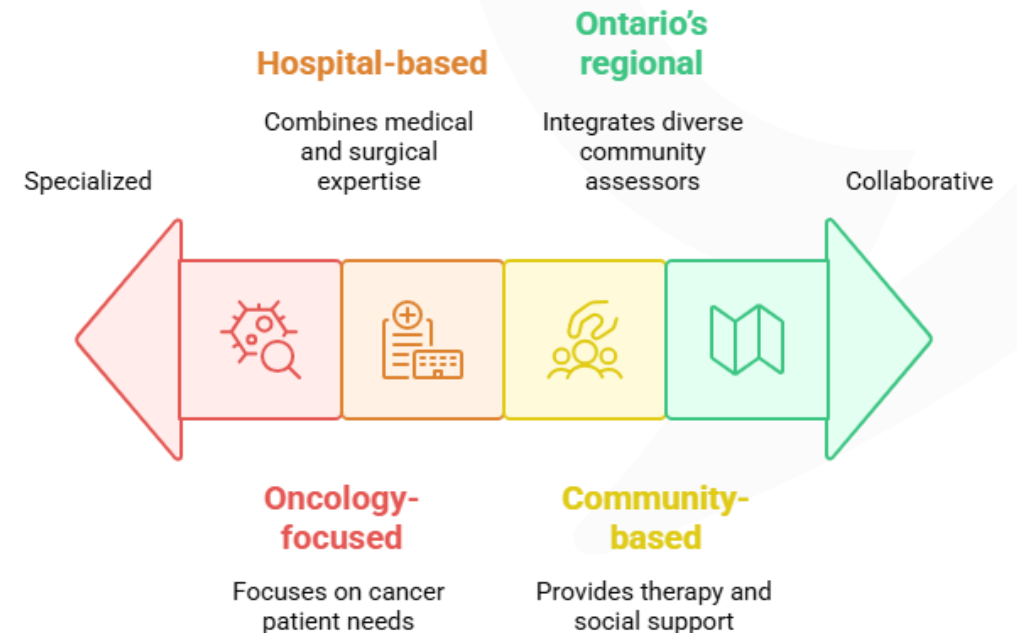 Ontario's
regional
Hospital-based
Combines medical
and surgical
expertise
Integrates diverse
community
assessors
Specialized
Collaborative
Oncology-
focused
Focuses on cancer
patient needs
Community-
based
Provides therapy and
social support